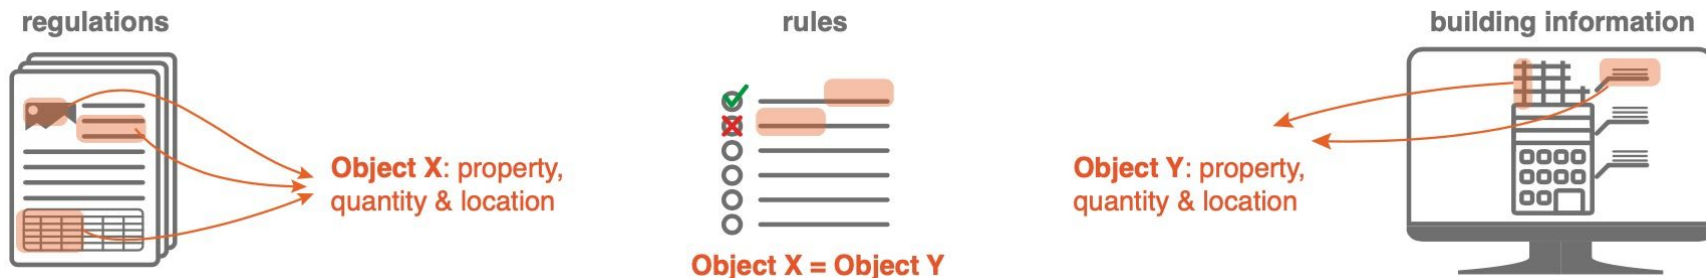 regulations
rules
building information
Object X: property,
quantity & location
Object Y: property,
quantity & location
Object X = Object Y